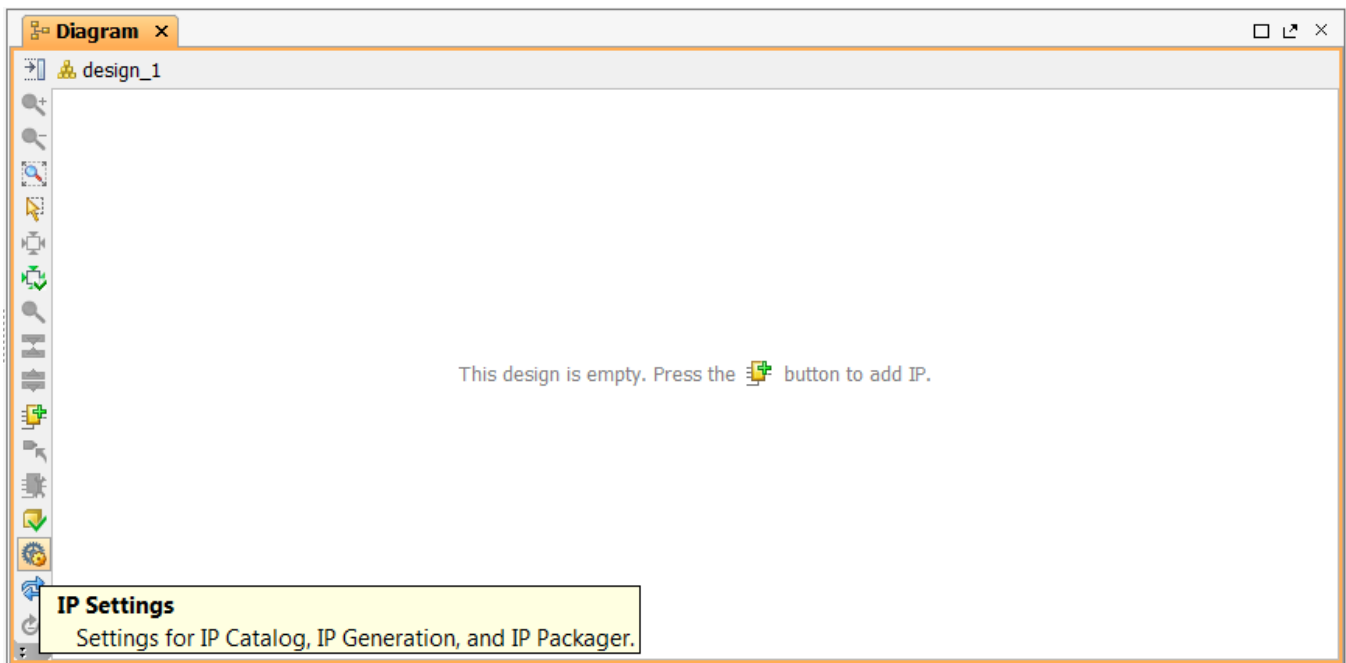 Diagram
design_1
This design is empty. Press the button to add IP.
IP Settings
Settings for IP Catalog, IP Generation, and IP Packager.